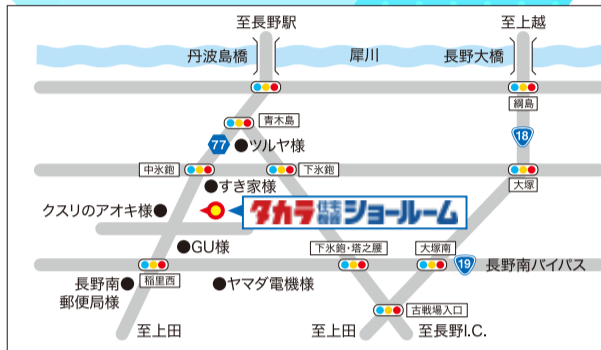 至長野駅
至上越
丹波島橋
犀川
長野大橋
青木島
綱島
77
ツルヤ様
18
中氷鉋
下氷鉋
大塚
すき家様
クスリのアオキ様
タカラ住宅機器ショールーム
GU様
下氷鉋・塔之腰
大塚南
19
長野南バイパス
稲里西
長野南
郵便局様
ヤマダ電機様
古戦場入口
至上田
至上田
至長野I.C.